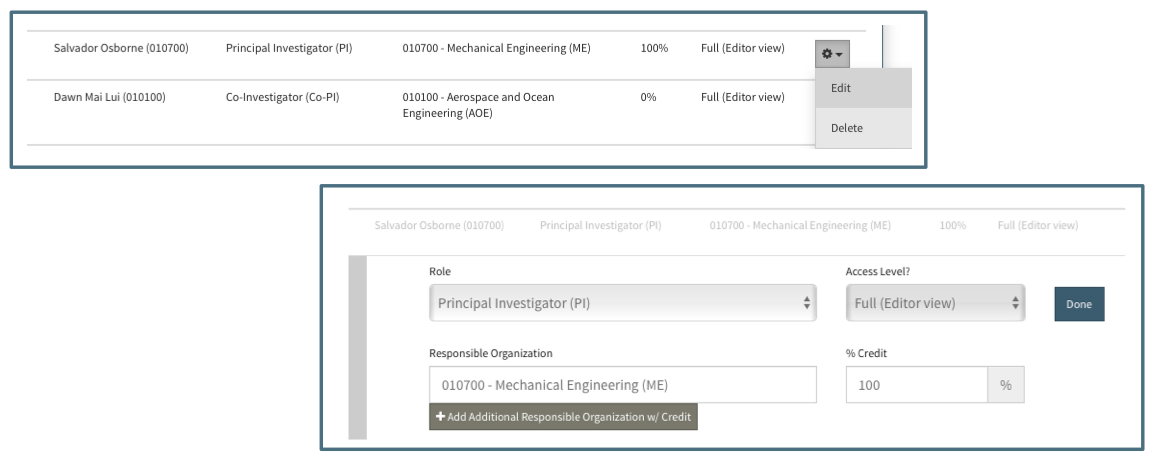 Salvador Osborne (010700) Principal Investigator (PI) 010700 - Mechanical Engineering (ME) 100% Full (Editor view)
Edit
Dawn Mai Lui (010100) Co-Investigator (Co-PI) 010100 - Aerospace and Ocean 0% Full (Editor view)
Engineering (AOE)
Delete
Salvador Osborne (010700) Principal Investigator (PI) 010700 - Mechanical Engineering (ME) 100% Full (Editor view)
Role Access Level?
Principal Investigator (PI) Full (Editor view) Done
Responsible Organization % Credit
010700 - Mechanical Engineering (ME) 100 %
+ Add Additional Responsible Organization w/ Credit